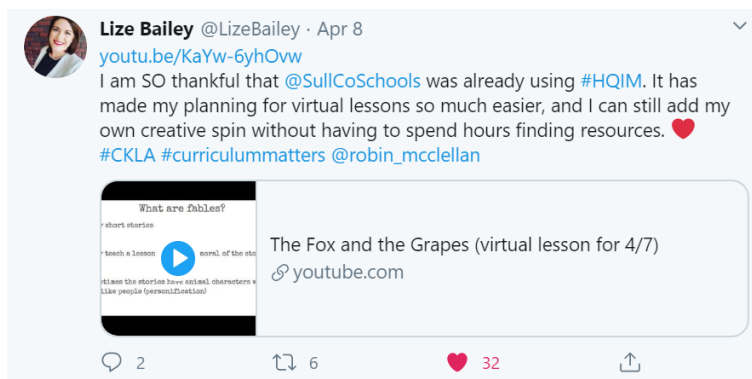 Lize Bailey @LizeBailey · Apr 8
youtu.be/KaYw-6yhOvw
I am SO thankful that @SullCoSchools was already using #HQIM. It has
made my planning for virtual lessons so much easier, and I can still add my
own creative spin without having to spend hours finding resources. ❤️
#CKLA #curriculummatters @robin_mcclellan
What are fables?
short stories
teach a lesson moral of the sto
times the stories have animal characters w
like people (personification)
The Fox and the Grapes (virtual lesson for 4/7)
youtube.com
2 6 32